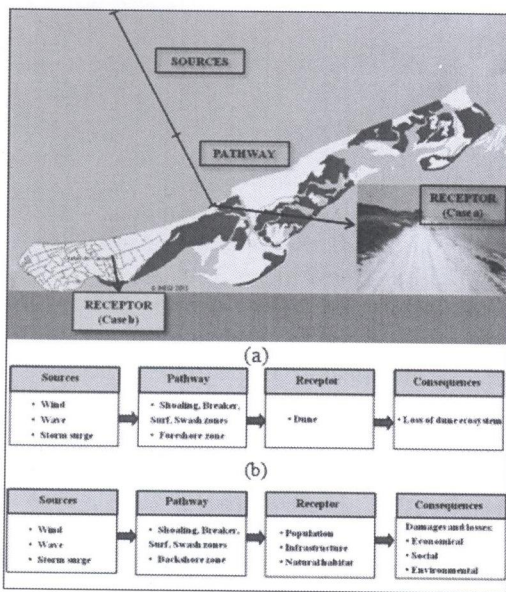 SOURCES
PATHWAY
RECEPTOR
(Case a)
RECEPTOR
(Case b)
© INEGI 2015
(a)
Sources
• Wind
• Wave
• Storm surge
Pathway
• Shoaling, Breaker,
Surf, Swash zones
• Foreshore zone
Receptor
• Dune
Consequences
• Loss of dune ecosystem
(b)
Sources
• Wind
• Wave
• Storm surge
Pathway
• Shoaling, Breaker,
Surf, Swash zones
• Backshore zone
Receptor
• Population
• Infrastructure
• Natural habitat
Consequences
Damages and losses:
• Economical
• Social
• Environmental